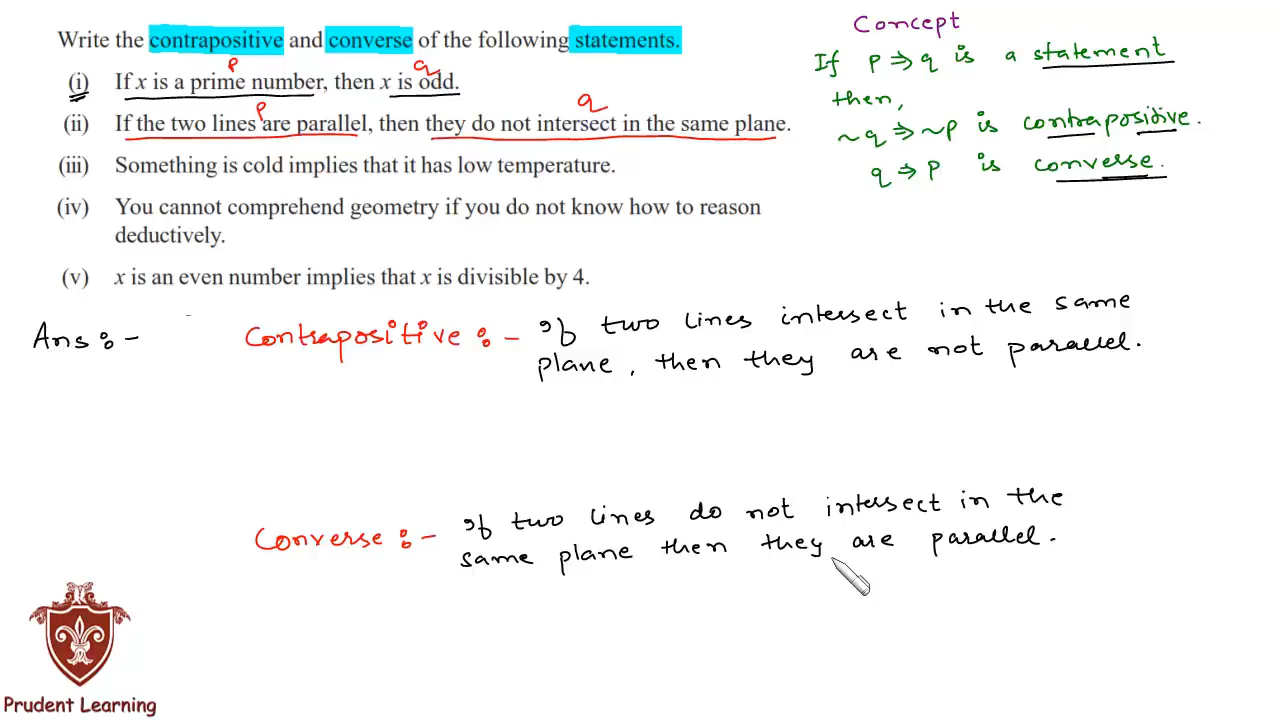 Write the contrapositive and converse of the following statements.
p q
(i) If x is a prime number, then x is odd.
p q
(ii) If the two lines are parallel, then they do not intersect in the same plane.
(iii) Something is cold implies that it has low temperature.
(iv) You cannot comprehend geometry if you do not know how to reason
deductively.
(v) x is an even number implies that x is divisible by 4.
Concept
If p ⇒ q is a statement
then,
~q ⇒ ~p is contrapositive.
q ⇒ p is converse.
Ans :-
Contrapositive :- If two lines intersect in the same
plane, then they are not parallel.
Converse :- If two lines do not intersect in the
same plane then they are parallel.
Prudent Learning